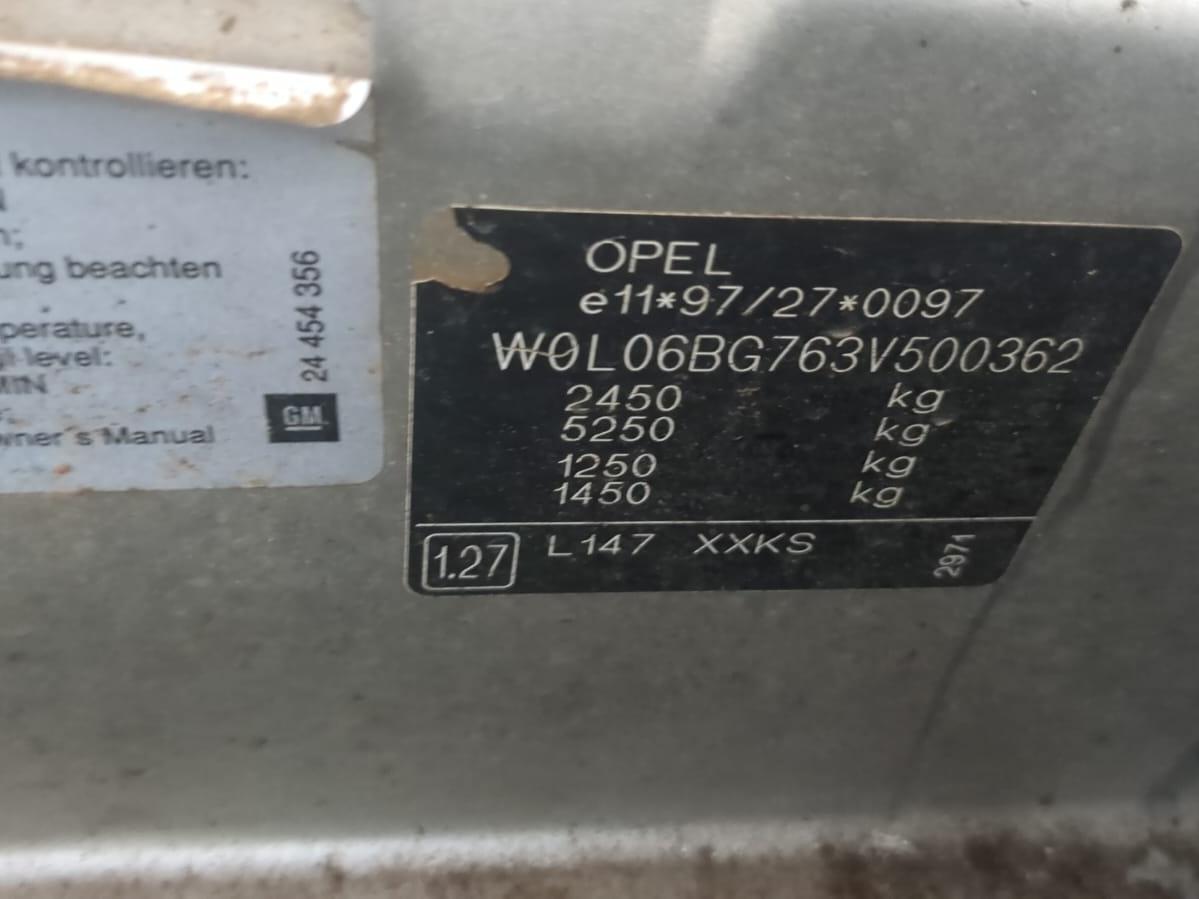 kontrollieren:
ung beachten
perature,
level:
MIN
wner's Manual
24 454 356
GM
OPEL
e11*97/27*0097
W0L06BG763V500362
2450 kg
5250 kg
1250 kg
1450 kg
1.27 L147 XXKS
2971